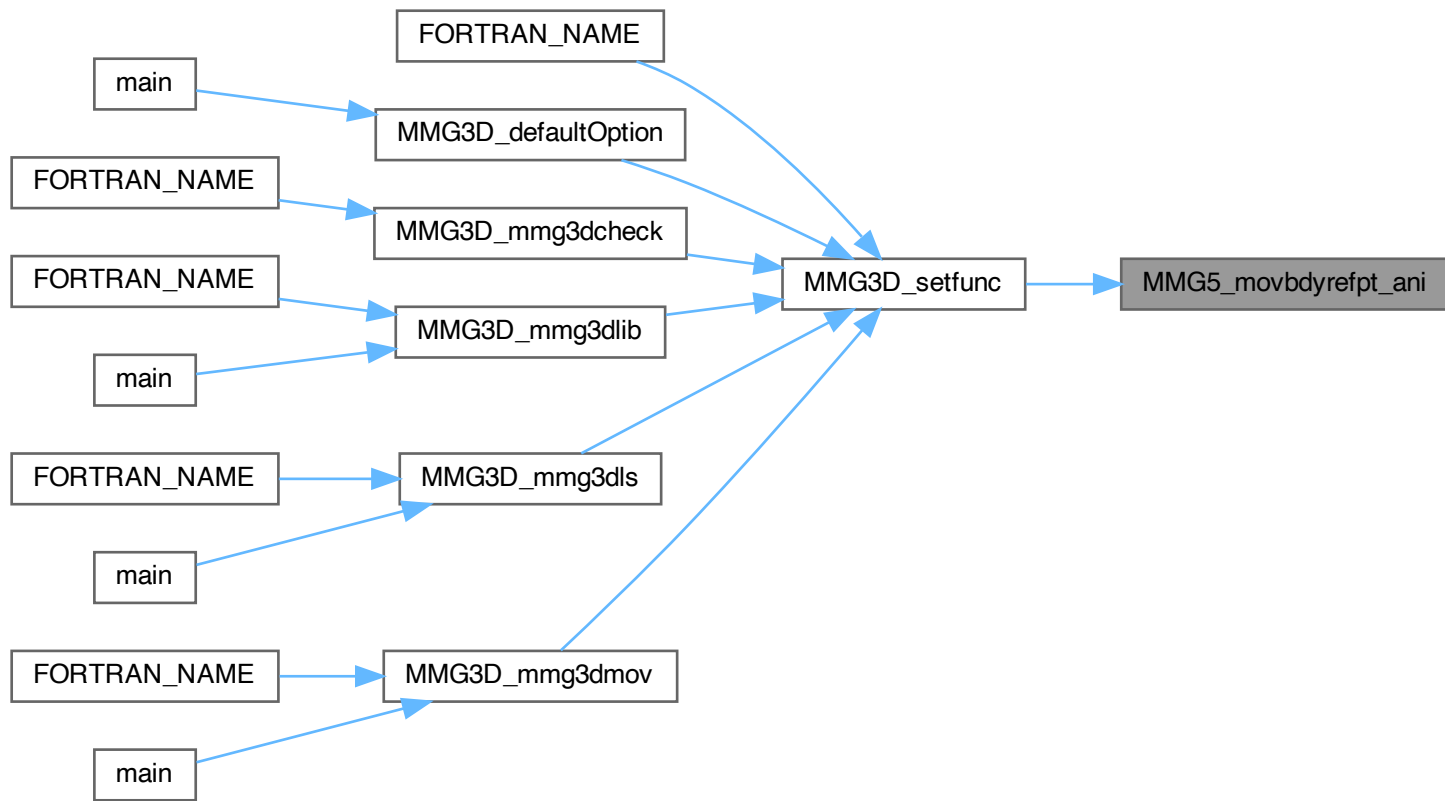 FORTRAN_NAME
main
MMG3D_defaultOption
FORTRAN_NAME
MMG3D_mmg3dcheck
FORTRAN_NAME
MMG3D_setfunc
MMG5_movbdyrefpt_ani
MMG3D_mmg3dlib
main
FORTRAN_NAME
MMG3D_mmg3dls
main
FORTRAN_NAME
MMG3D_mmg3dmov
main